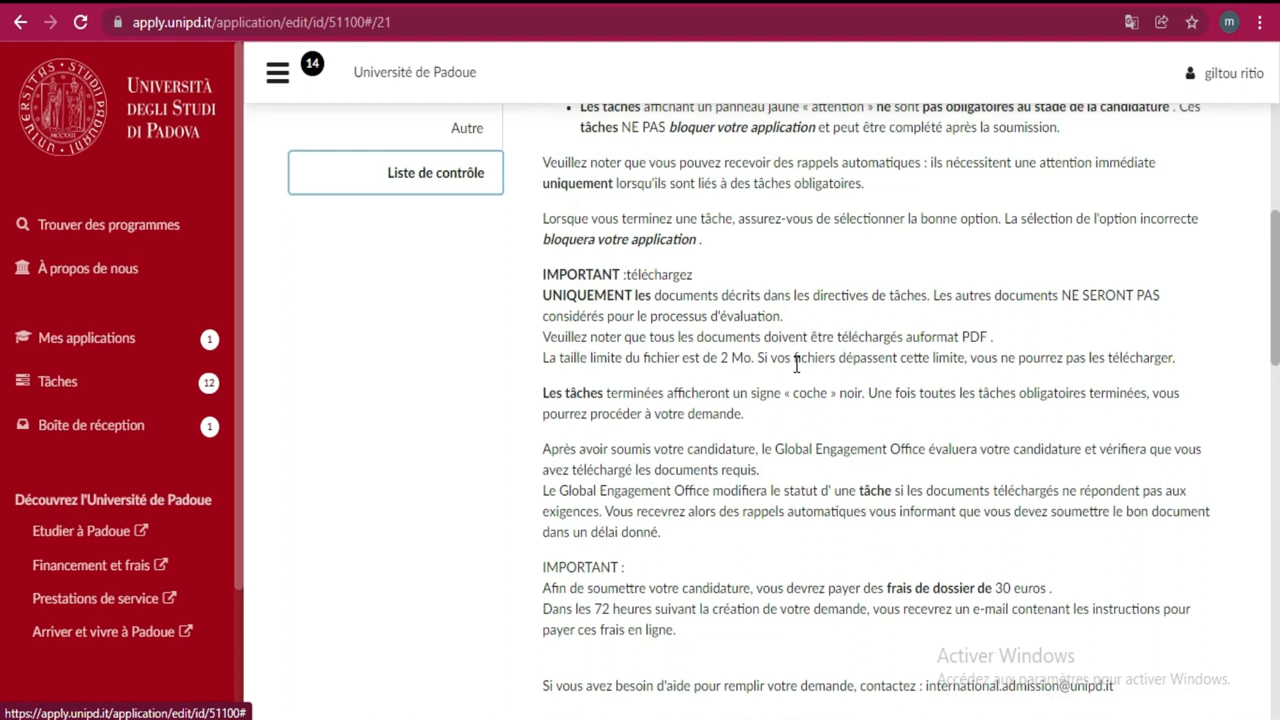 apply.unipd.it/application/edit/id/51100#/21
m
UNIVERSITÀ
DEGLI STUDI
DI PADOVA
14
Université de Padoue
giltou ritio
Trouver des programmes
À propos de nous
Mes applications
1
Tâches
12
Boîte de réception
1
Découvrez l'Université de Padoue
Etudier à Padoue
Financement et frais
Prestations de service
Arriver et vivre à Padoue
Autre
Liste de contrôle
Les tâches affichant un panneau jaune « attention » ne sont pas obligatoires au stade de la candidature . Ces
tâches NE PAS bloquer votre application et peut être complété après la soumission.
Veuillez noter que vous pouvez recevoir des rappels automatiques : ils nécessitent une attention immédiate
uniquement lorsqu'ils sont liés à des tâches obligatoires.
Lorsque vous terminez une tâche, assurez-vous de sélectionner la bonne option. La sélection de l'option incorrecte
bloquera votre application .
IMPORTANT :téléchargez
UNIQUEMENT les documents décrits dans les directives de tâches. Les autres documents NE SERONT PAS
considérés pour le processus d'évaluation.
Veuillez noter que tous les documents doivent être téléchargés auformat PDF .
La taille limite du fichier est de 2 Mo. Si vos fichiers dépassent cette limite, vous ne pourrez pas les télécharger.
Les tâches terminées afficheront un signe « coche » noir. Une fois toutes les tâches obligatoires terminées, vous
pourrez procéder à votre demande.
Après avoir soumis votre candidature, le Global Engagement Office évaluera votre candidature et vérifiera que vous
avez téléchargé les documents requis.
Le Global Engagement Office modifiera le statut d' une tâche si les documents téléchargés ne répondent pas aux
exigences. Vous recevrez alors des rappels automatiques vous informant que vous devez soumettre le bon document
dans un délai donné.
IMPORTANT :
Afin de soumettre votre candidature, vous devrez payer des frais de dossier de 30 euros .
Dans les 72 heures suivant la création de votre demande, vous recevrez un e-mail contenant les instructions pour
payer ces frais en ligne.
Si vous avez besoin d'aide pour remplir votre demande, contactez : international.admission@unipd.it
Activer Windows
Accédez aux paramètres pour activer Windows.
https://apply.unipd.it/application/edit/id/51100#